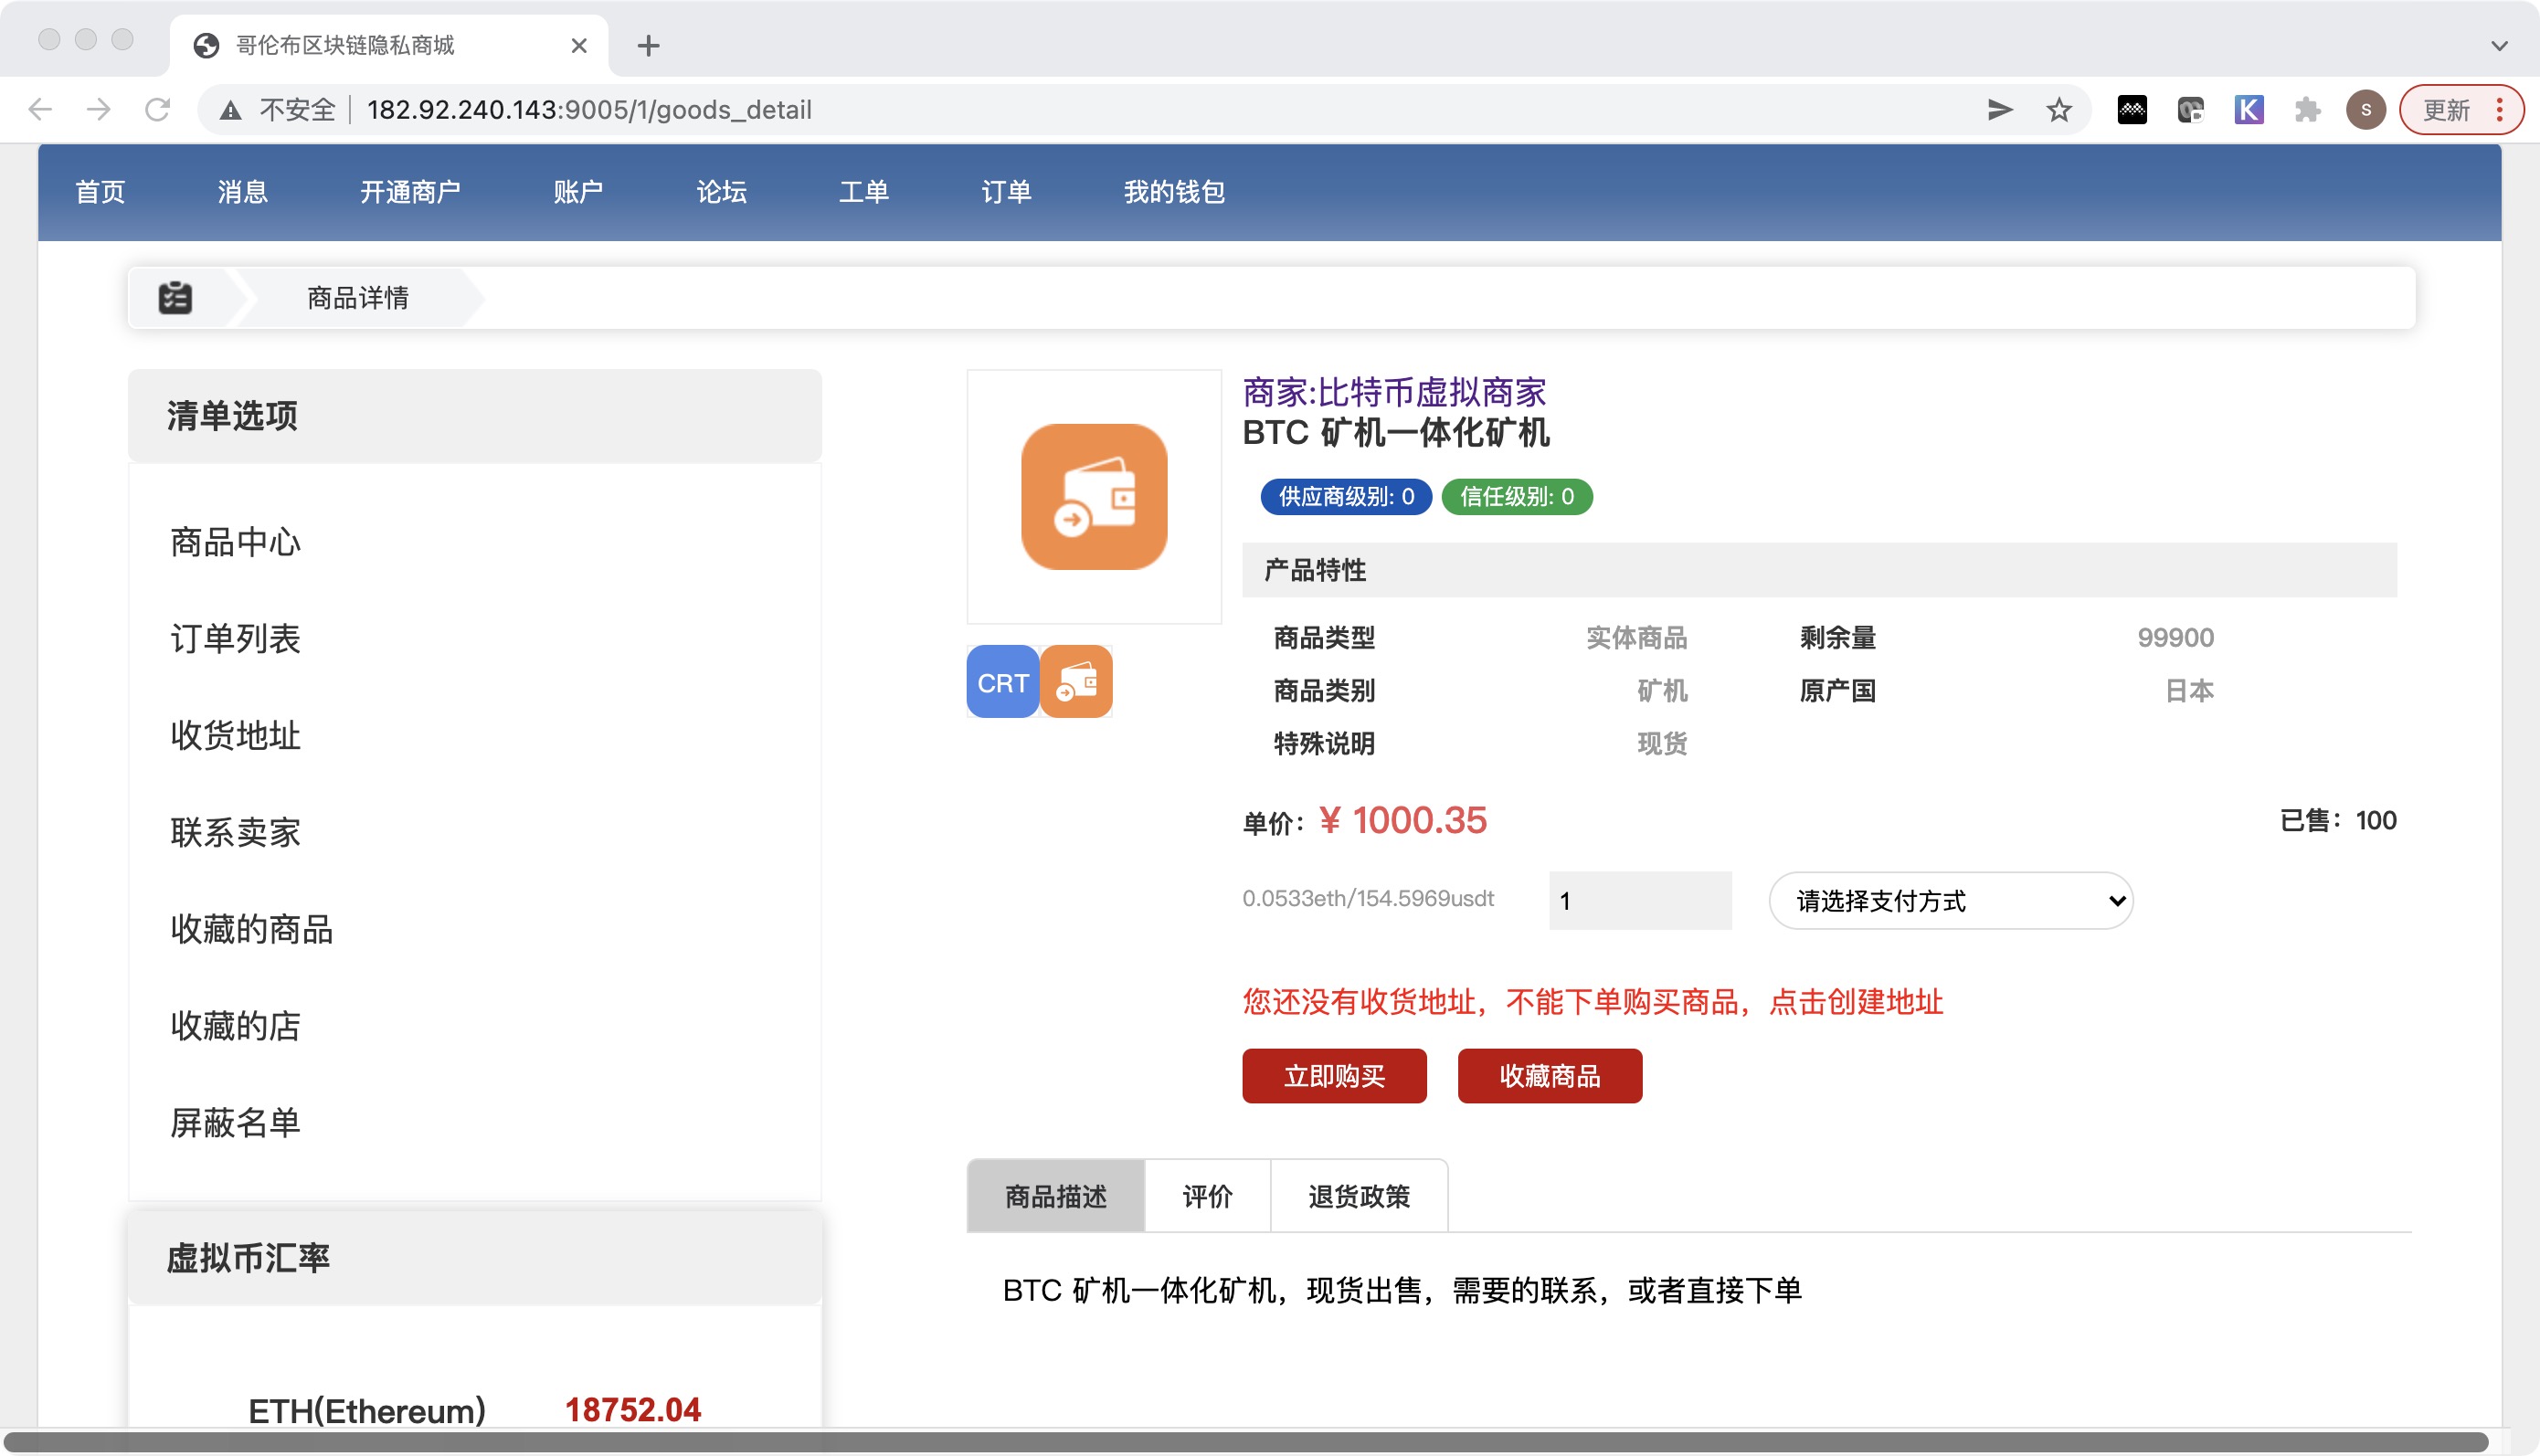 哥伦布区块链隐私商城
不安全 182.92.240.143:9005/1/goods_detail
K
S
更新
首页 消息 开通商户 账户 论坛 工单 订单 我的钱包
商品详情
清单选项
商品中心
订单列表
收货地址
联系卖家
收藏的商品
收藏的店
屏蔽名单
虚拟币汇率
ETH(Ethereum) 18752.04
CRT
商家:比特币虚拟商家
BTC 矿机一体化矿机
供应商级别: 0 信任级别: 0
产品特性
商品类型 实体商品 剩余量 99900
商品类别 矿机 原产国 日本
特殊说明 现货
单价: ¥ 1000.35 已售: 100
0.0533eth/154.5969usdt 1 请选择支付方式
您还没有收货地址，不能下单购买商品，点击创建地址
立即购买 收藏商品
商品描述 评价 退货政策
BTC 矿机一体化矿机，现货出售，需要的联系，或者直接下单